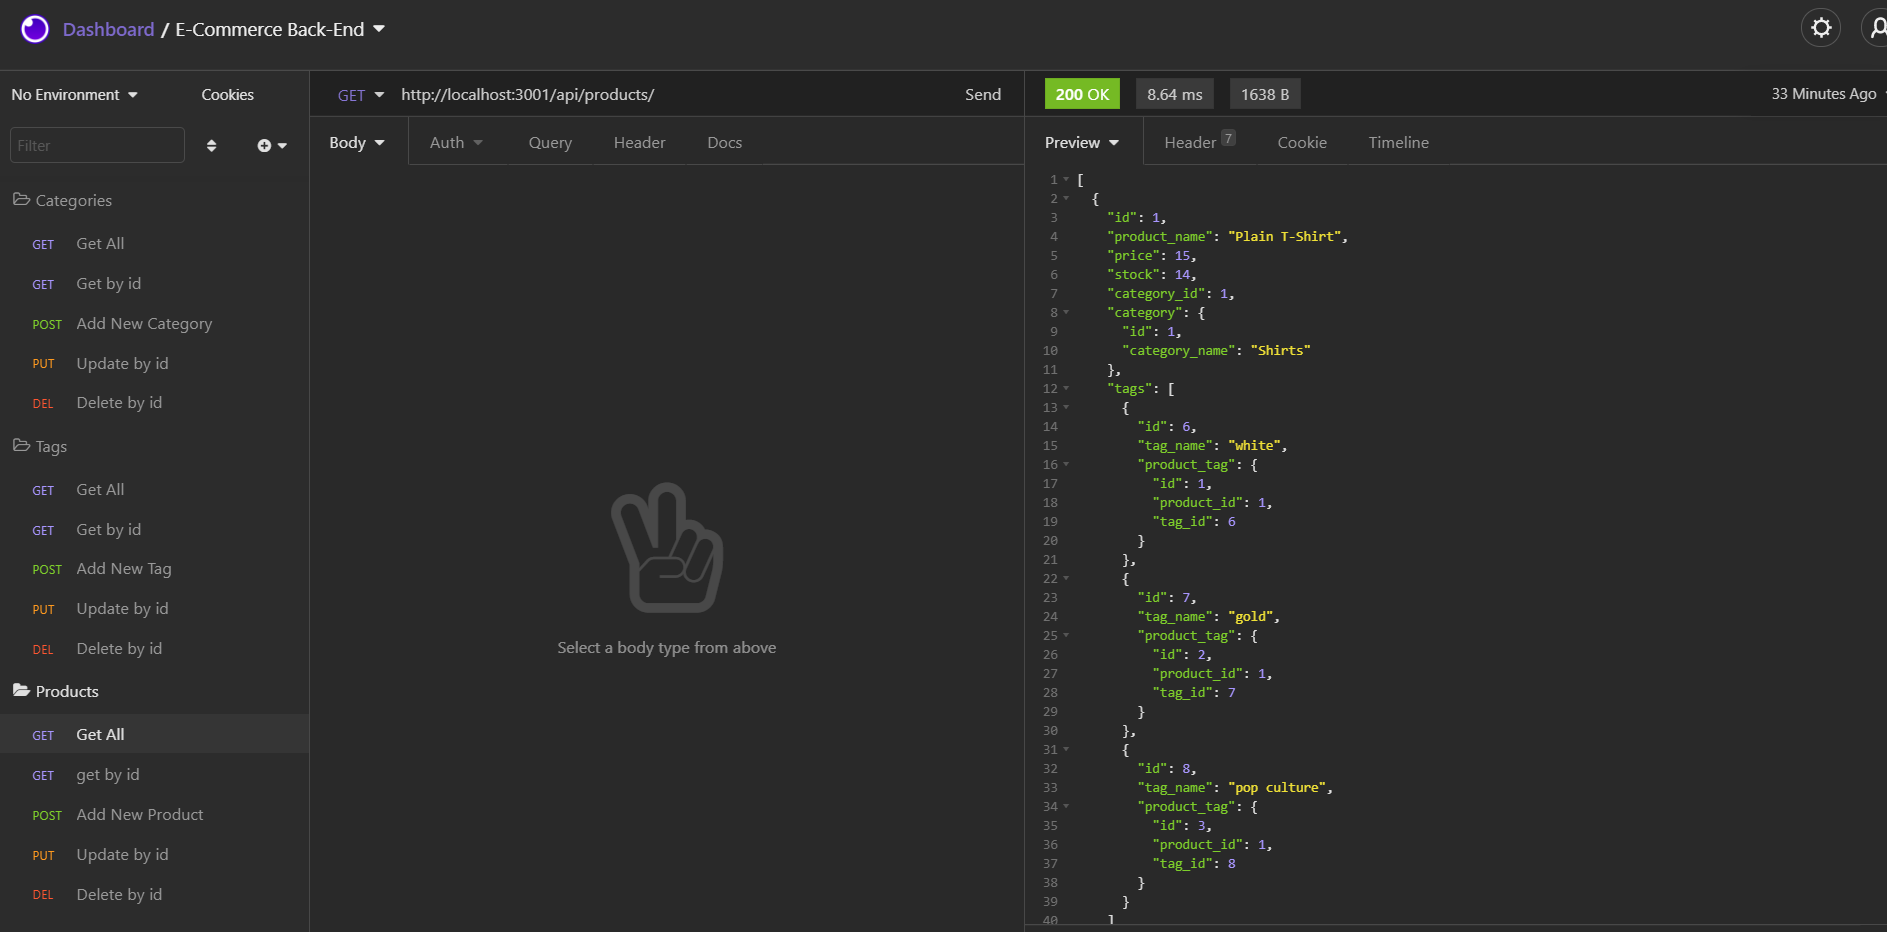 Dashboard / E-Commerce Back-End
No Environment
Cookies
Filter
Categories
GET Get All
GET Get by id
POST Add New Category
PUT Update by id
DEL Delete by id
Tags
GET Get All
GET Get by id
POST Add New Tag
PUT Update by id
DEL Delete by id
Products
GET Get All
GET get by id
POST Add New Product
PUT Update by id
DEL Delete by id
GET http://localhost:3001/api/products/ Send
Body Auth Query Header Docs
Select a body type from above
200 OK 8.64 ms 1638 B 33 Minutes Ago
Preview Header 7 Cookie Timeline
1 [
2 {
3 "id": 1,
4 "product_name": "Plain T-Shirt",
5 "price": 15,
6 "stock": 14,
7 "category_id": 1,
8 "category": {
9 "id": 1,
10 "category_name": "Shirts"
11 },
12 "tags": [
13 {
14 "id": 6,
15 "tag_name": "white",
16 "product_tag": {
17 "id": 1,
18 "product_id": 1,
19 "tag_id": 6
20 }
21 },
22 {
23 "id": 7,
24 "tag_name": "gold",
25 "product_tag": {
26 "id": 2,
27 "product_id": 1,
28 "tag_id": 7
29 }
30 },
31 {
32 "id": 8,
33 "tag_name": "pop culture",
34 "product_tag": {
35 "id": 3,
36 "product_id": 1,
37 "tag_id": 8
38 }
39 }
40 ]